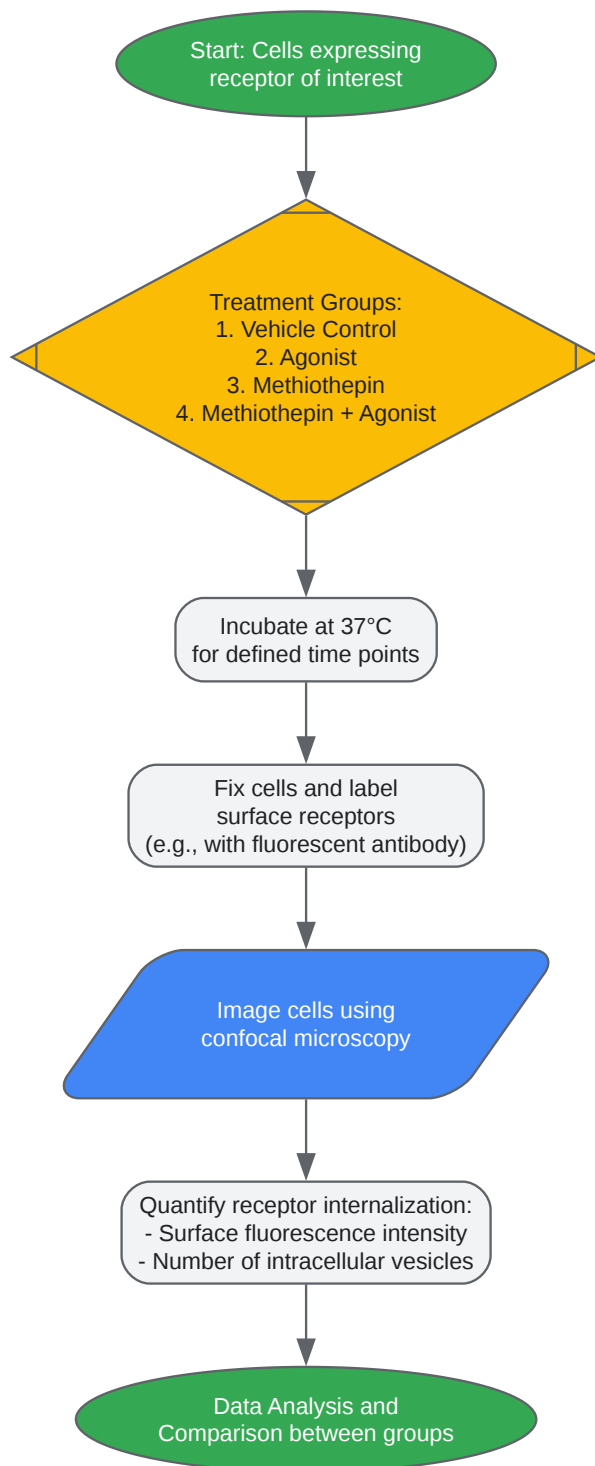 Start: Cells expressing
receptor of interest
Treatment Groups:
1. Vehicle Control
2. Agonist
3. Methiothepin
4. Methiothepin + Agonist
Incubate at 37°C
for defined time points
Fix cells and label
surface receptors
(e.g., with fluorescent antibody)
Image cells using
confocal microscopy
Quantify receptor internalization:
- Surface fluorescence intensity
- Number of intracellular vesicles
Data Analysis and
Comparison between groups